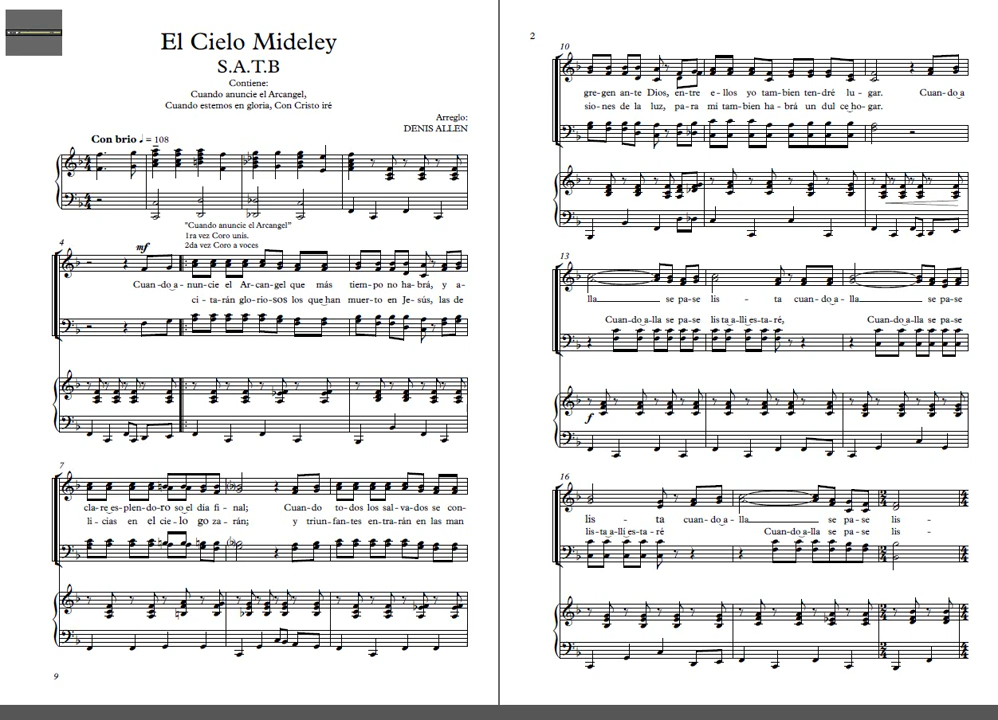 El Cielo Mideley
S.A.T.B
Contiene:
Cuando anuncie el Arcangel,
Cuando estemos en gloria, Con Cristo iré
Arreglo:
DENIS ALLEN
Con brio ♩ = 108
"Cuando anuncie el Arcangel"
1ra vez Coro unis.
2da vez Coro a voces
4
mf
Cuan-do a - nun-cie el Ar-can-gel que más tiem-po no ha-brá, y a-
ci - ta-rán glo-rio-sos los que han muer-to en Je-sús, las de
7
cla-re es-plen-do-ro so el día fi - nal; Cuan-do to-dos los sal-va-dos se con-
li-cias en el cie-lo go za-rán; y triun-fan-tes en-tra-rán en las man
9
2
10
gre-gen an-te Dios, en-tre e-llos yo tam-bien ten-dré lu-gar. Cuan-do a
sio-nes de la luz, pa-ra mi tam-bien ha-brá un dul ce ho-gar.
13
lla se pa-se lis - ta cuan-do a - lla se pa-se
Cuan-do a-lla se pa-se lis ta a-lli es-ta-ré, Cuan-do a-lla se pa-se
f
16
lis - ta cuan-do a - lla se pa-se lis -
lis-ta a-lli es-ta-ré Cuan-do a-lla se pa-se lis -